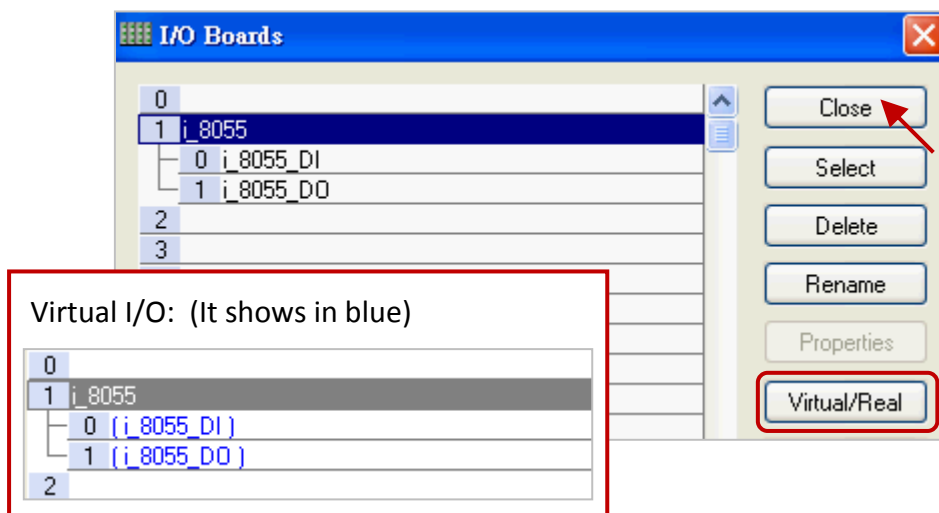 I/O Boards
0
1 i_8055
0 i_8055_DI
1 i_8055_DO
2
3
Close
Select
Delete
Rename
Properties
Virtual/Real
Virtual I/O: (It shows in blue)
0
1 i_8055
0 ( i_8055_DI )
1 ( i_8055_DO )
2